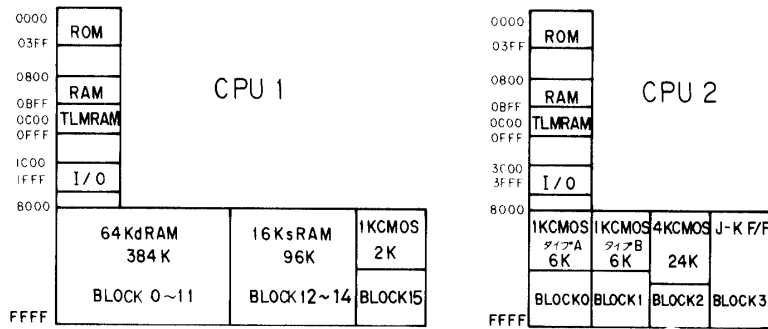 CPU 1
0000
ROM
03FF
0800
RAM
0BFF
0C00
TLMRAM
0FFF
1C00
1FFF
I/O
8000
64KdRAM
384K
BLOCK 0~11
16KsRAM
96K
BLOCK 12~14
1KCMOS
2K
BLOCK15
FFFF
CPU 2
0000
ROM
03FF
0800
RAM
0BFF
0C00
TLMRAM
0FFF
3C00
3FFF
I/O
8000
1KCMOS
タイプA
6K
BLOCK0
1KCMOS
タイプB
6K
BLOCK1
4KCMOS
24K
BLOCK2
J-K F/F
BLOCK3
FFFF